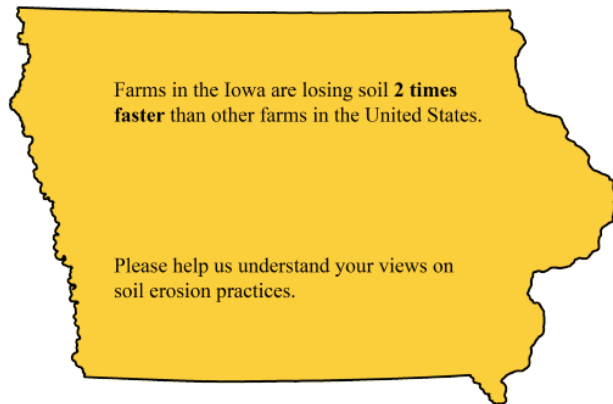 Farms in the Iowa are losing soil 2 times
faster than other farms in the United States.
Please help us understand your views on
soil erosion practices.